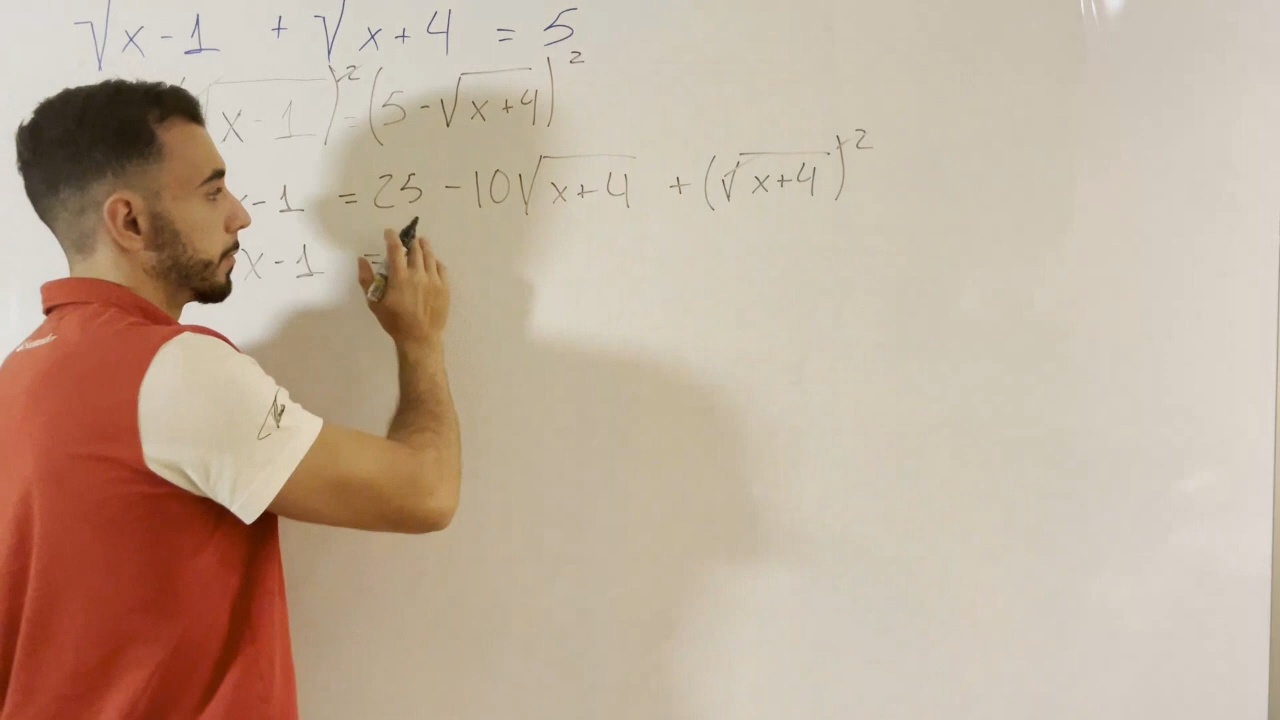 √x-1 + √x+4 = 5
√x-1)² = (5-√x+4)²
x-1 = 25 - 10√x+4 + (√x+4)²
x-1 =